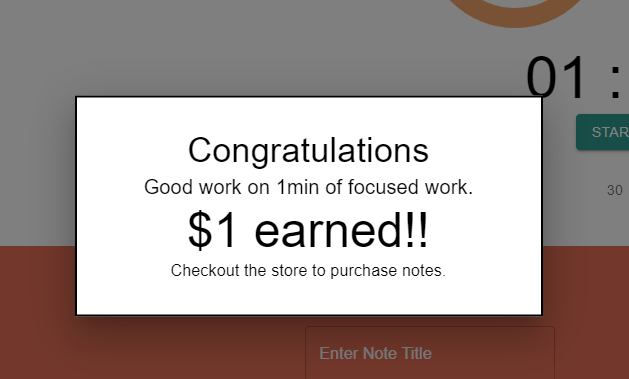 01 :
Congratulations
Good work on 1min of focused work.
$1 earned!!
Checkout the store to purchase notes.
STAR
30
Enter Note Title